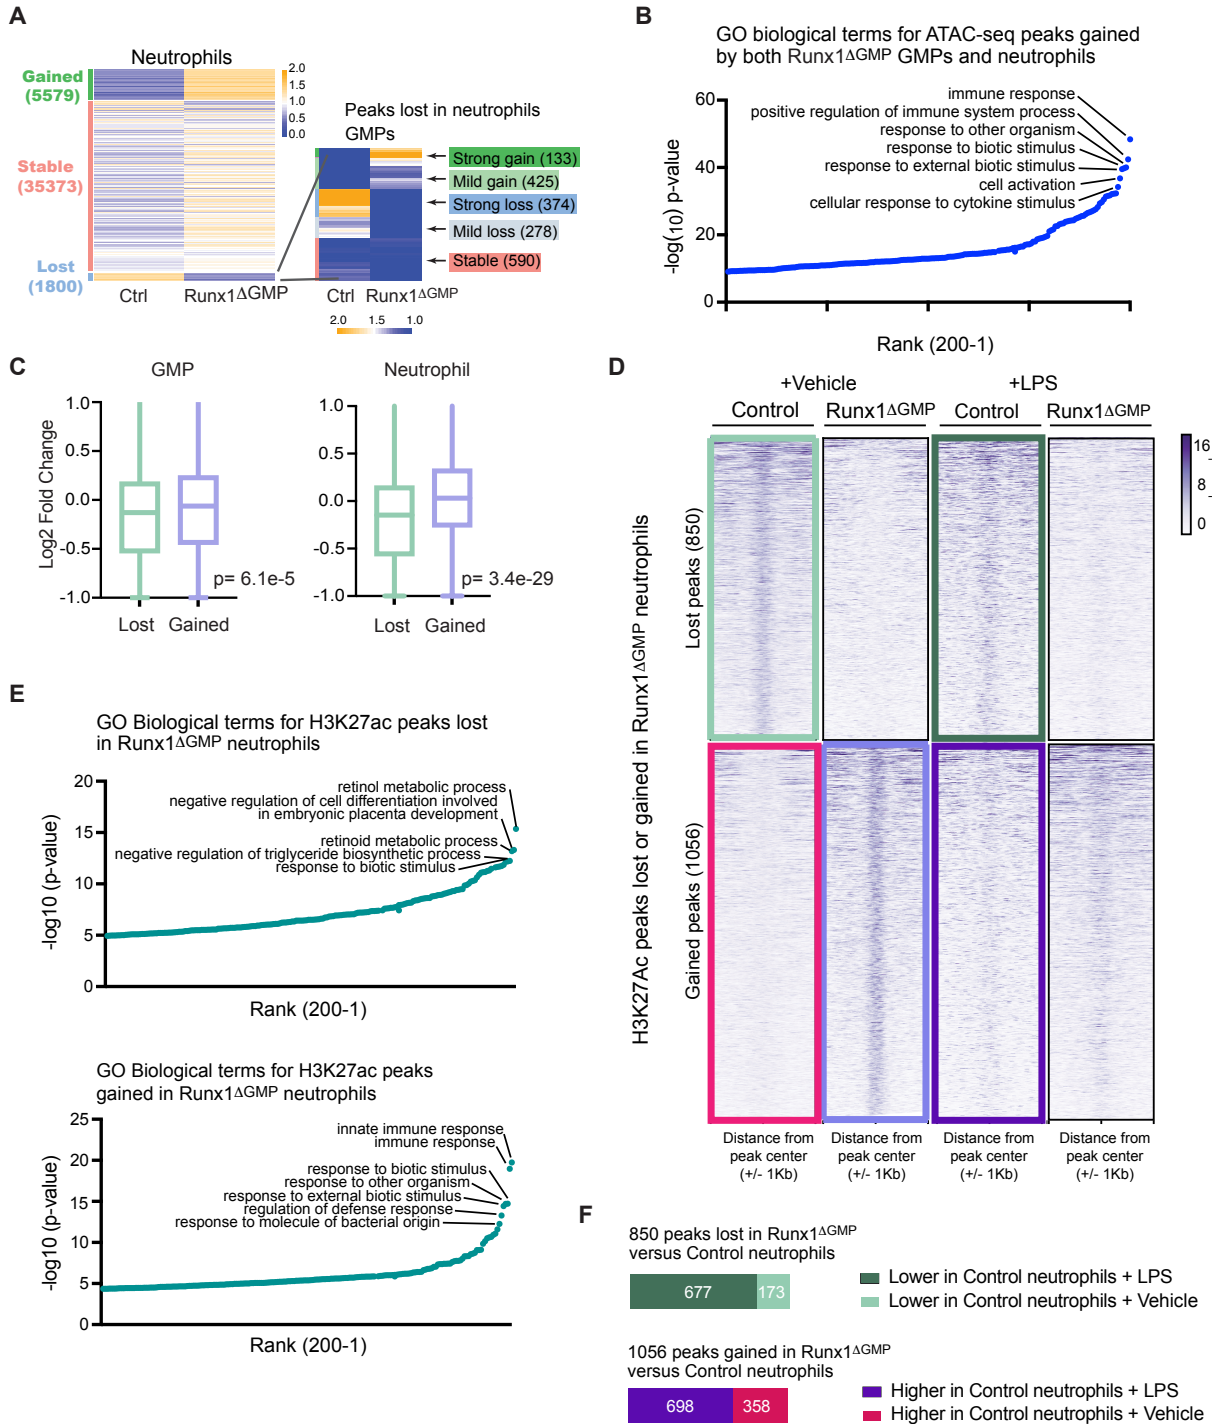 A
Neutrophils
Gained
(5579)
Stable
(35373)
Lost
(1800)
Ctrl
Runx1ΔGMP
2.0
1.5
1.0
0.5
0.0
Peaks lost in neutrophils
GMPs
Strong gain (133)
Mild gain (425)
Strong loss (374)
Mild loss (278)
Stable (590)
Ctrl
Runx1ΔGMP
2.0 1.5 1.0
B
GO biological terms for ATAC-seq peaks gained
by both Runx1ΔGMP GMPs and neutrophils
-log(10) p-value
60
40
20
0
immune response
positive regulation of immune system process
response to other organism
response to biotic stimulus
response to external biotic stimulus
cell activation
cellular response to cytokine stimulus
Rank (200-1)
C
GMP
Log2 Fold Change
1.0
0.5
0.0
-0.5
-1.0
p= 6.1e-5
Lost Gained
Neutrophil
1.0
0.5
0.0
-0.5
-1.0
p= 3.4e-29
Lost Gained
D
+Vehicle +LPS
Control Runx1ΔGMP Control Runx1ΔGMP
H3K27Ac peaks lost or gained in Runx1ΔGMP neutrophils
Lost peaks (850)
Gained peaks (1056)
16
8
0
Distance from Distance from Distance from Distance from
peak center peak center peak center peak center
(+/- 1Kb) (+/- 1Kb) (+/- 1Kb) (+/- 1Kb)
E
GO Biological terms for H3K27ac peaks lost
in Runx1ΔGMP neutrophils
-log10 (p-value)
20
15
10
5
0
retinol metabolic process
negative regulation of cell differentiation involved
in embryonic placenta development
retinoid metabolic process
negative regulation of triglyceride biosynthetic process
response to biotic stimulus
Rank (200-1)
GO Biological terms for H3K27ac peaks
gained in Runx1ΔGMP neutrophils
-log10 (p-value)
25
20
15
10
5
0
innate immune response
immune response
response to biotic stimulus
response to other organism
response to external biotic stimulus
regulation of defense response
response to molecule of bacterial origin
Rank (200-1)
F
850 peaks lost in Runx1ΔGMP
versus Control neutrophils
677 173
Lower in Control neutrophils + LPS
Lower in Control neutrophils + Vehicle
1056 peaks gained in Runx1ΔGMP
versus Control neutrophils
698 358
Higher in Control neutrophils + LPS
Higher in Control neutrophils + Vehicle